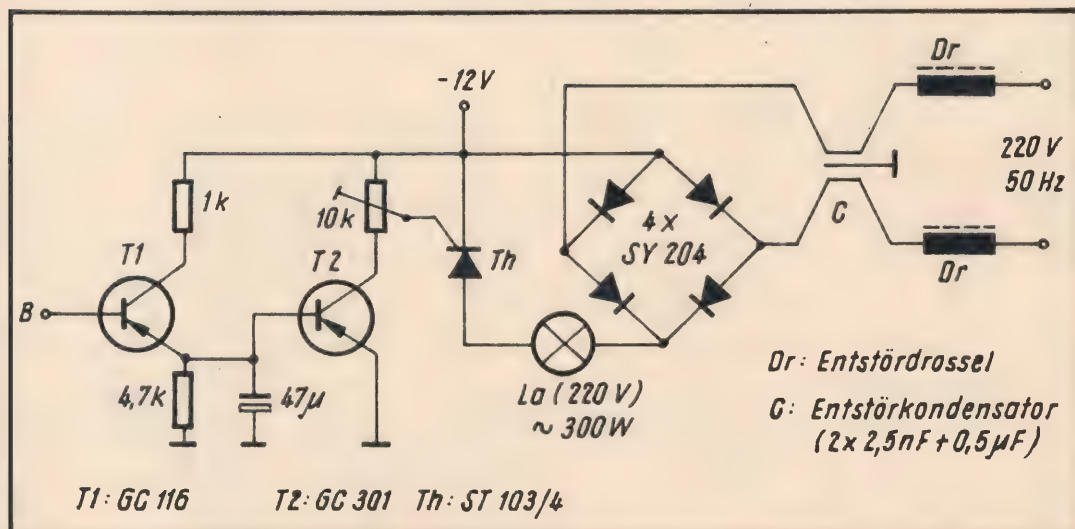 Dr
-12V
220 V
50 Hz
1k
10k
4 x
SY 204
C
T1
T2
Th
Dr
B
4,7k
47µ
La (220 V)
~ 300W
Dr: Entstördrossel
C: Entstörkondensator
(2x 2,5nF + 0,5µF)
T1: GC 116
T2: GC 301
Th: ST 103/4